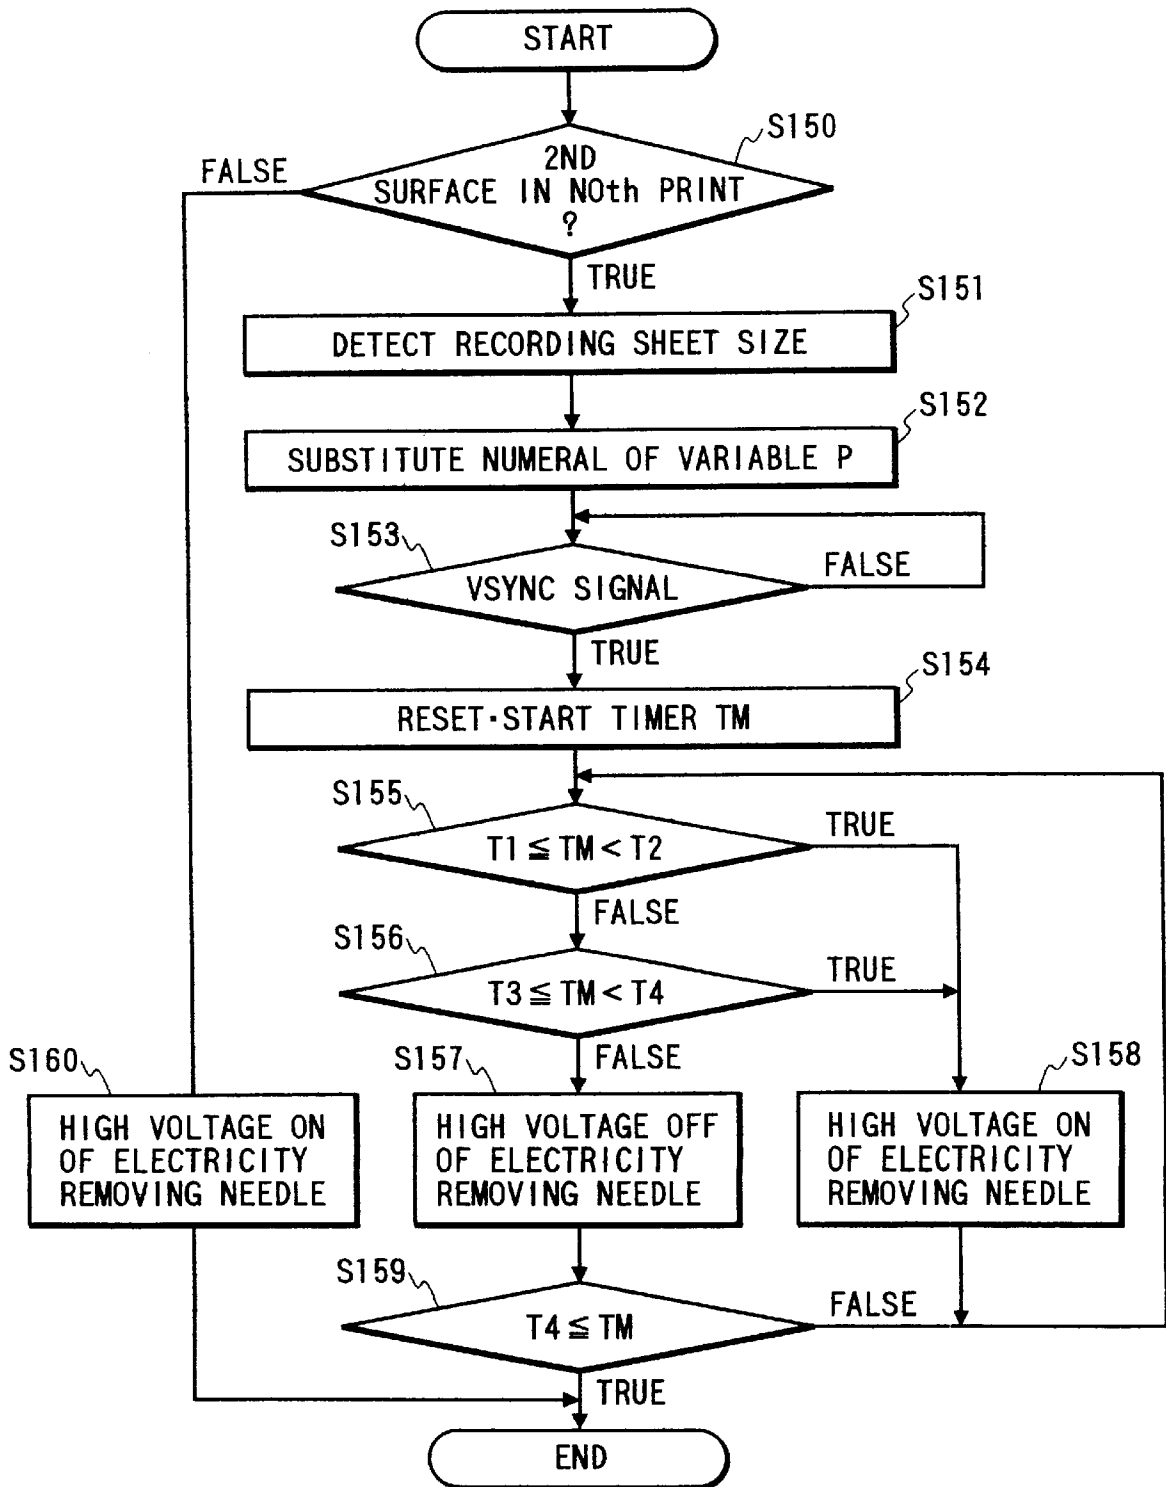 START
S150
FALSE
2ND
SURFACE IN NOth PRINT
?
TRUE
S151
DETECT RECORDING SHEET SIZE
S152
SUBSTITUTE NUMERAL OF VARIABLE P
S153
VSYNC SIGNAL
FALSE
TRUE
S154
RESET·START TIMER TM
S155
T1 ≦ TM < T2
TRUE
FALSE
S156
T3 ≦ TM < T4
TRUE
FALSE
S160
HIGH VOLTAGE ON
OF ELECTRICITY
REMOVING NEEDLE
S157
HIGH VOLTAGE OFF
OF ELECTRICITY
REMOVING NEEDLE
S158
HIGH VOLTAGE ON
OF ELECTRICITY
REMOVING NEEDLE
S159
T4 ≦ TM
FALSE
TRUE
END